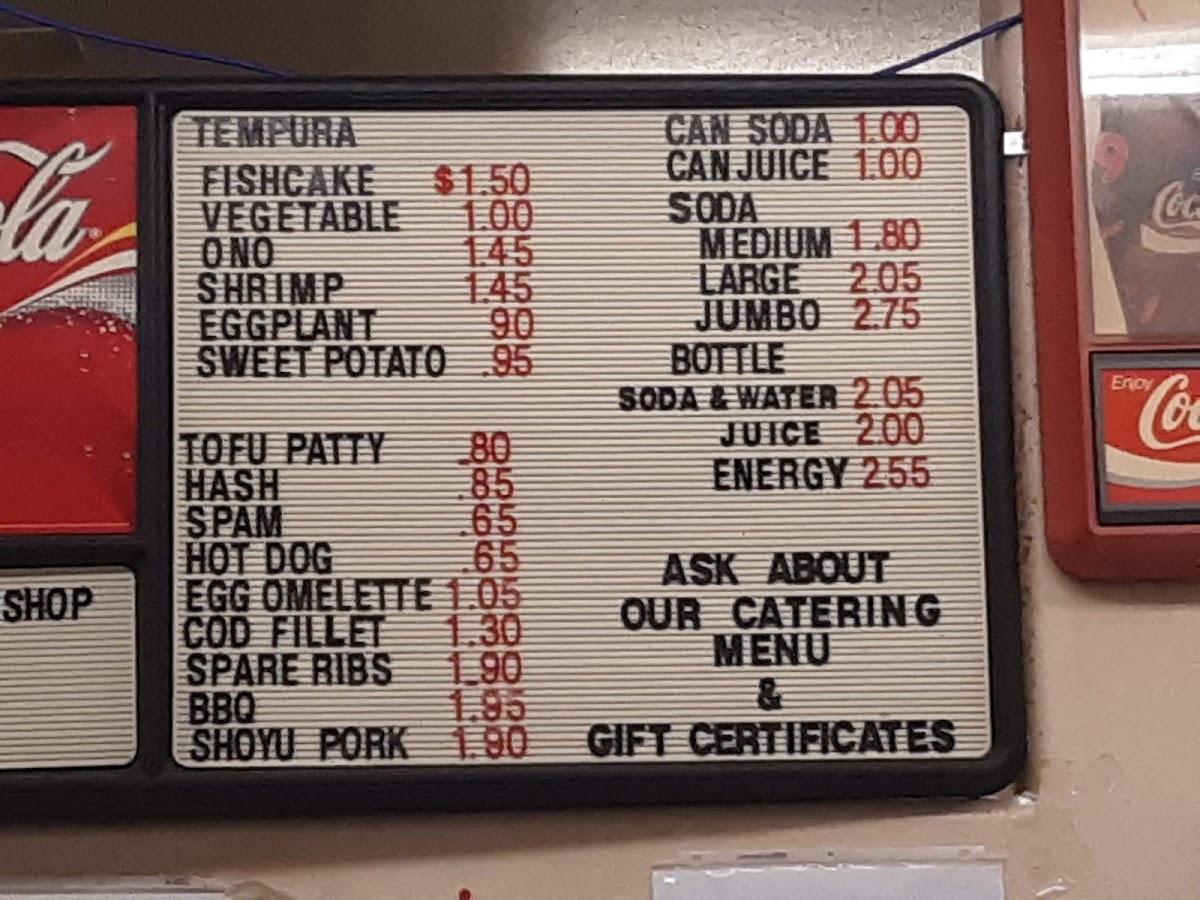 TEMPURA
FISHCAKE $1.50
VEGETABLE 1.00
ONO 1.45
SHRIMP 1.45
EGGPLANT 90
SWEET POTATO .95
TOFU PATTY .80
HASH .85
SPAM .65
HOT DOG .65
EGG OMELETTE 1.05
COD FILLET 1.30
SPARE RIBS 1.90
BBQ 1.95
SHOYU PORK 1.90
CAN SODA 1.00
CAN JUICE 1.00
SODA
MEDIUM 1.80
LARGE 2.05
JUMBO 2.75
BOTTLE
SODA & WATER 2.05
JUICE 2.00
ENERGY 2.55
ASK ABOUT
OUR CATERING
MENU
&
GIFT CERTIFICATES
la®
SHOP
9
Coc
Enjoy
Coc